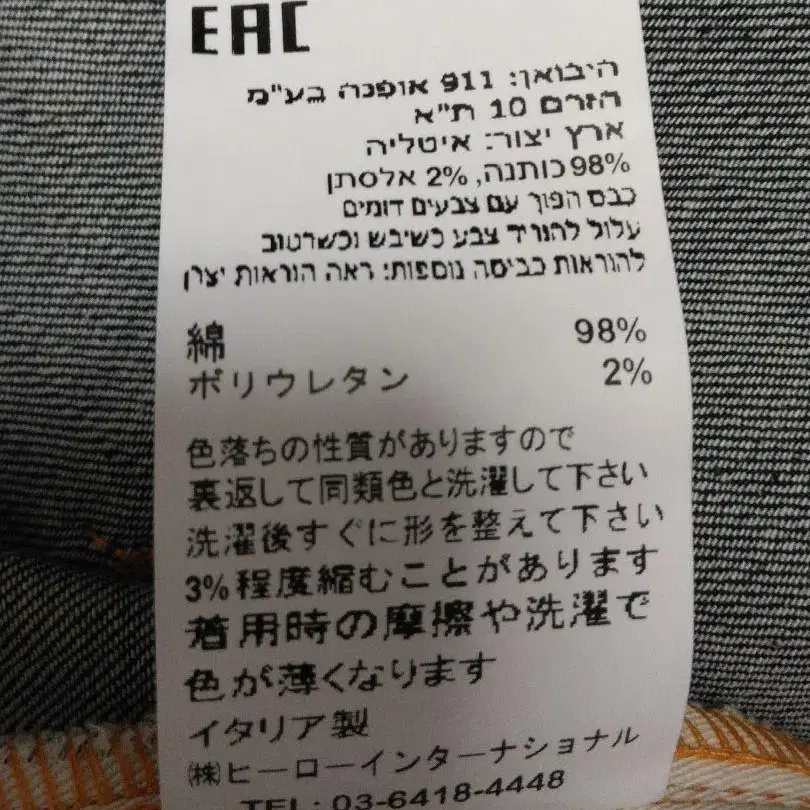 EAC
היבואן: 911 אופנה בע"מ
הזרם 10 ת"א
ארץ יצור: איטליה
98% כותנה, 2% אלסתן
כבס הפוך עם צבעים דומים
עלול להוריד צבע כשיבש וכשרטוב
להוראות כביסה נוספות: ראה הוראות יצרן
綿 98%
ポリウレタン 2%
色落ちの性質がありますので
裏返して同類色と洗濯して下さい
洗濯後すぐに形を整えて下さい
3%程度縮むことがあります
着用時の摩擦や洗濯で
色が薄くなります
イタリア製
㈱ヒーローインターナショナル
TEL: 03-6418-4448